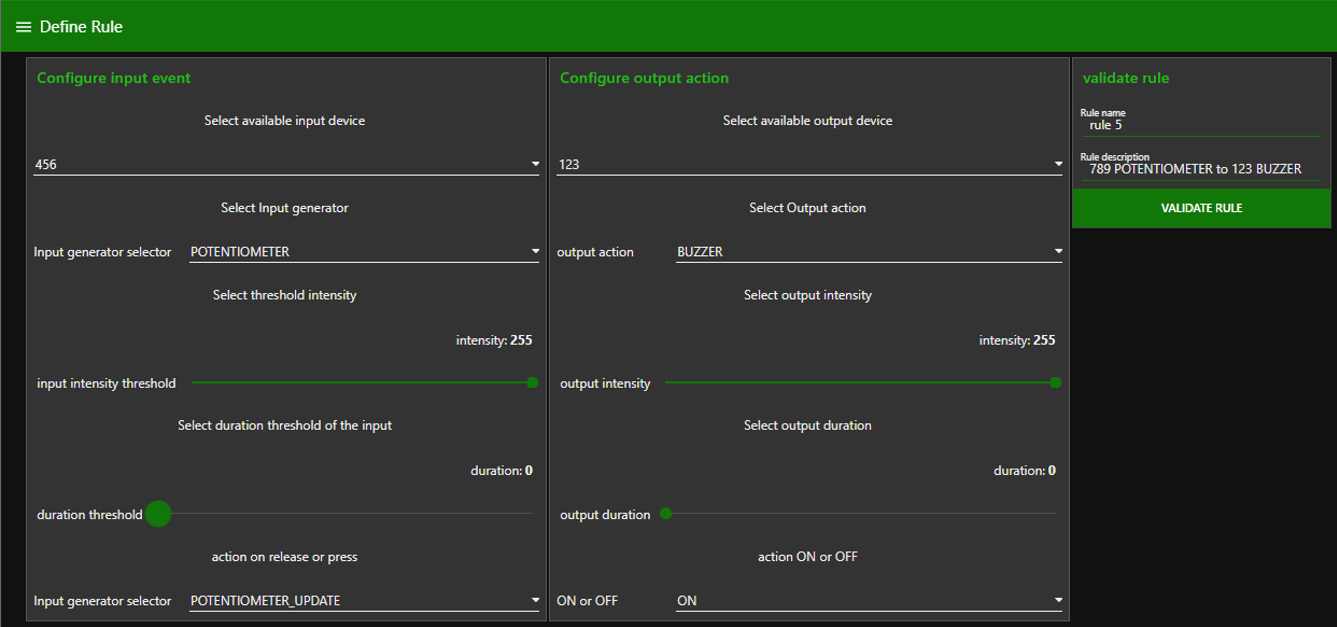 Define Rule
Configure input event
Select available input device
456
Select Input generator
Input generator selector POTENTIOMETER
Select threshold intensity
intensity: 255
input intensity threshold
Select duration threshold of the input
duration: 0
duration threshold
action on release or press
Input generator selector POTENTIOMETER_UPDATE
Configure output action
Select available output device
123
Select Output action
output action BUZZER
Select output intensity
intensity: 255
output intensity
Select output duration
duration: 0
output duration
action ON or OFF
ON or OFF ON
validate rule
Rule name
rule 5
Rule description
789 POTENTIOMETER to 123 BUZZER
VALIDATE RULE